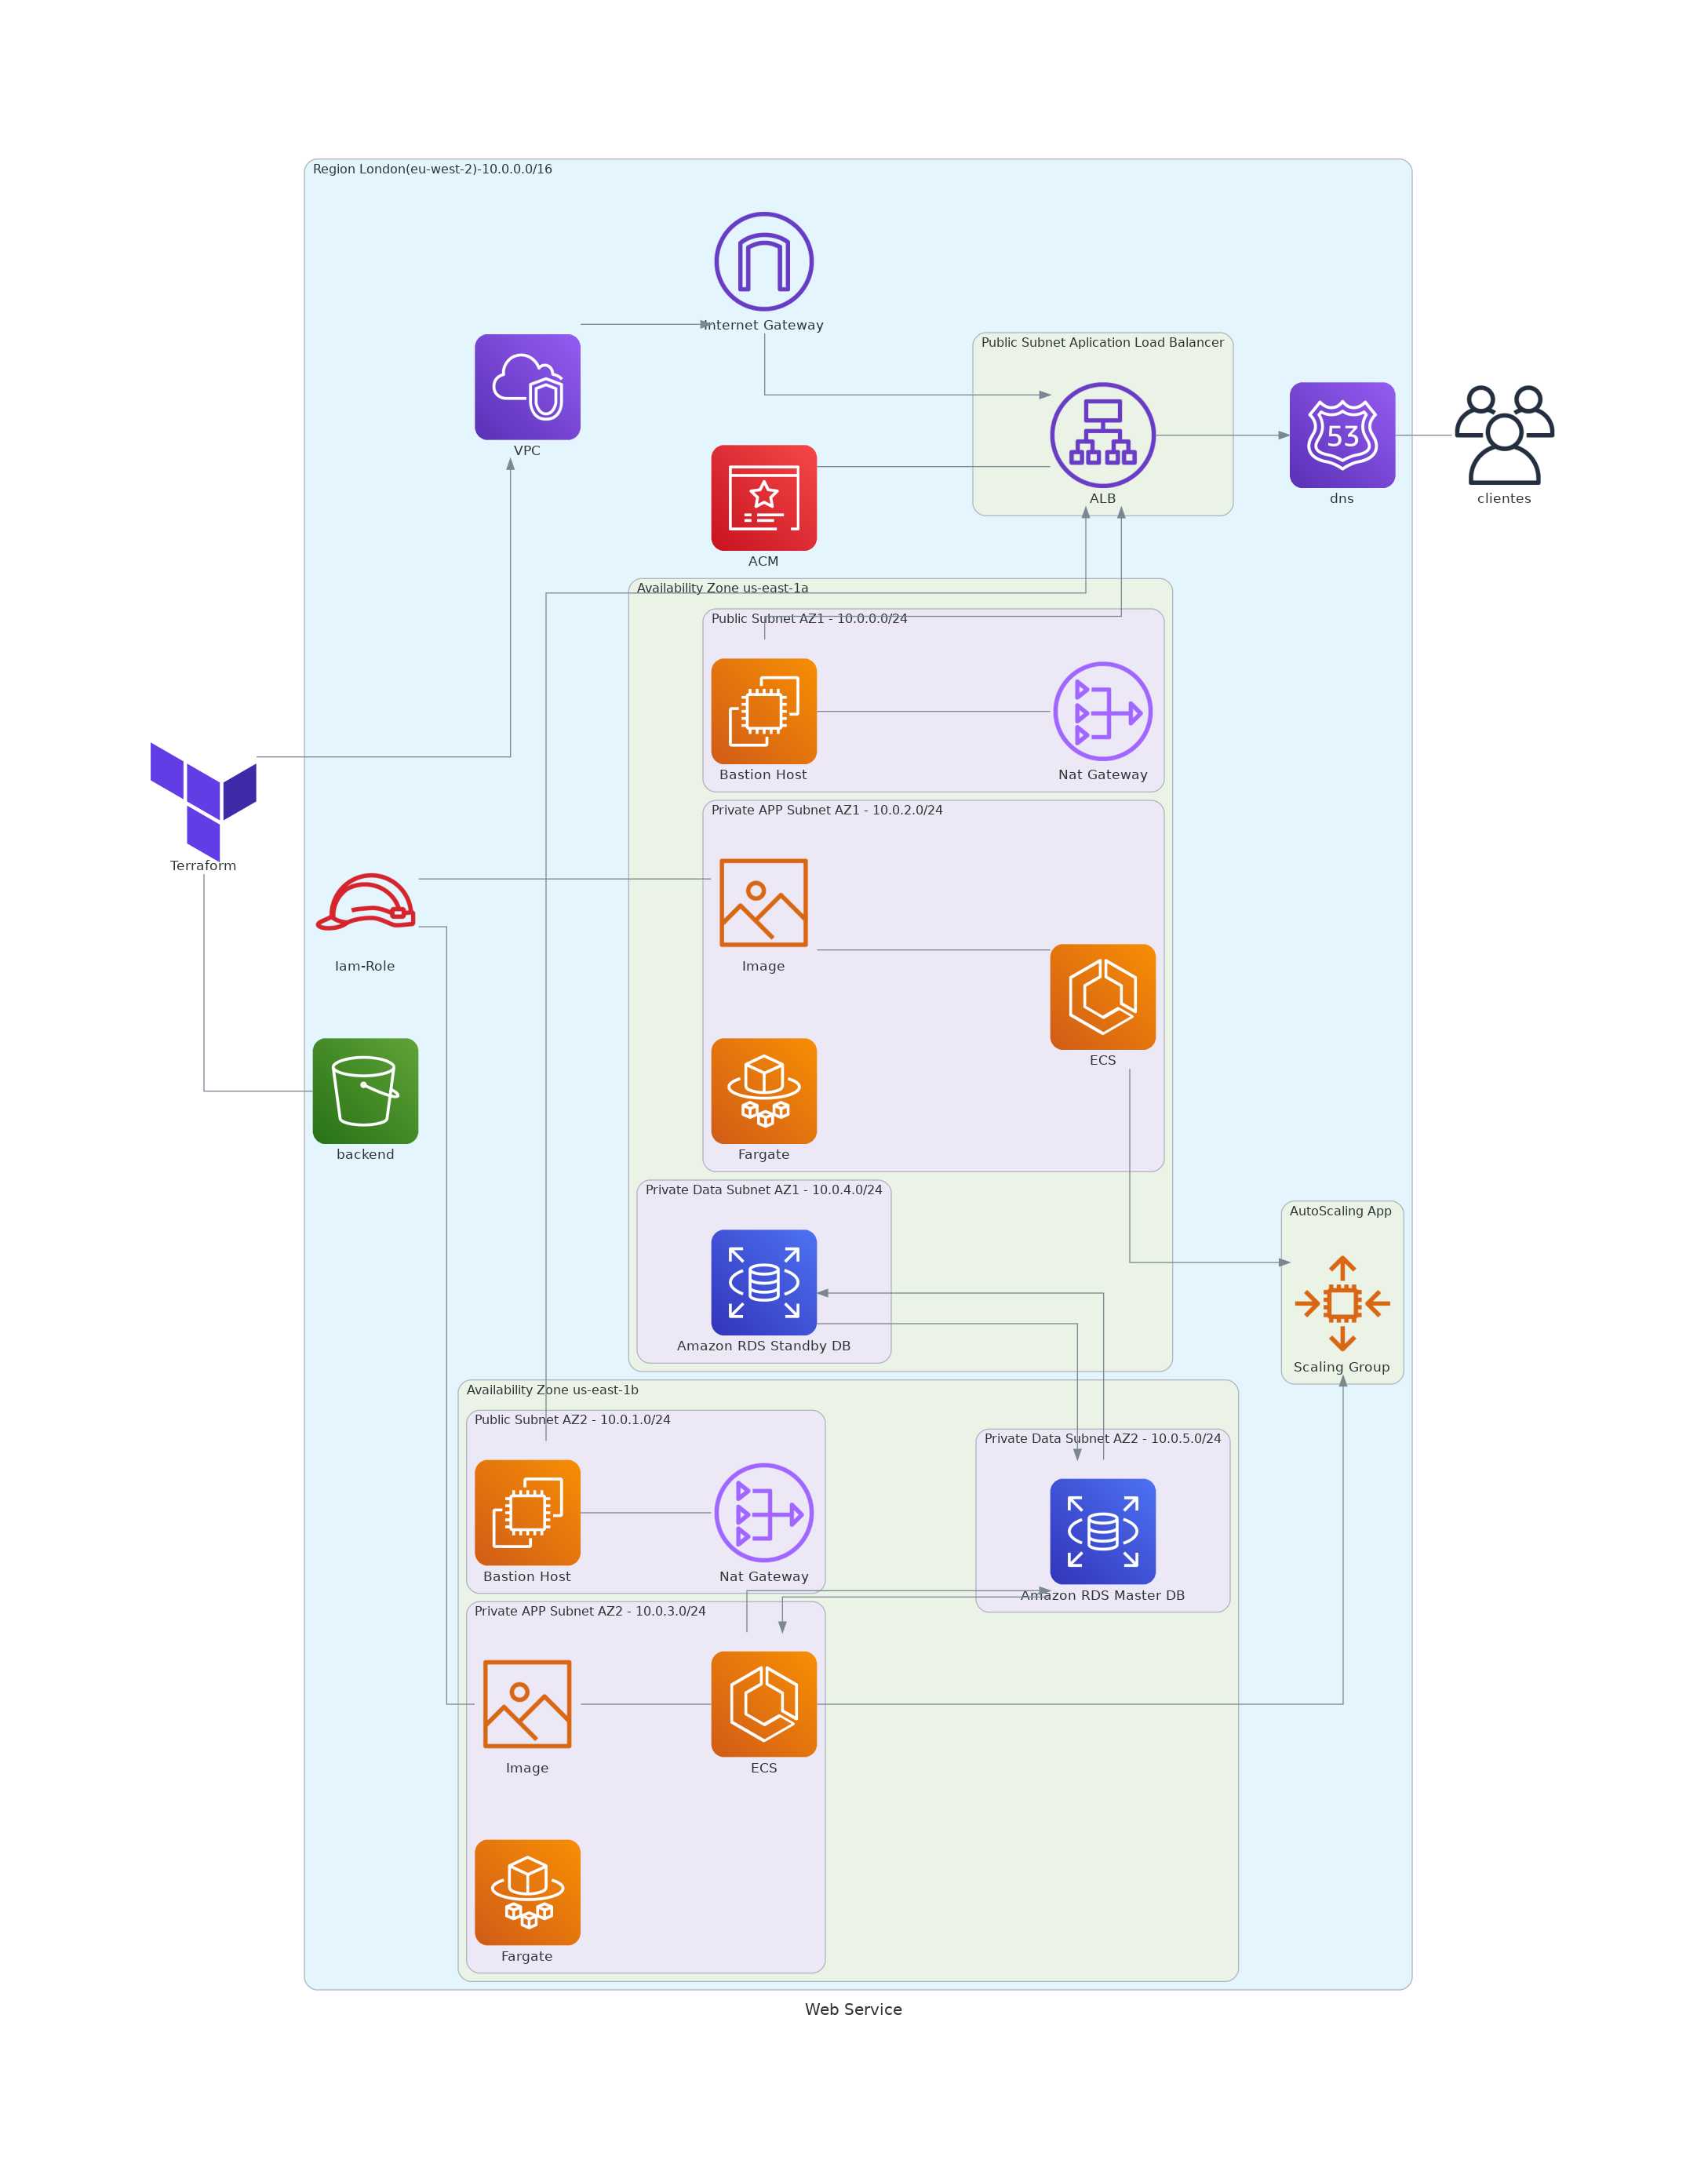 Region London(eu-west-2)-10.0.0.0/16
Internet Gateway
VPC
Public Subnet Aplication Load Balancer
ALB
53
dns
clientes
ACM
Availability Zone us-east-1a
Public Subnet AZ1 - 10.0.0.0/24
Bastion Host
Nat Gateway
Terraform
Private APP Subnet AZ1 - 10.0.2.0/24
Iam-Role
Image
ECS
backend
Fargate
Private Data Subnet AZ1 - 10.0.4.0/24
Amazon RDS Standby DB
AutoScaling App
Scaling Group
Availability Zone us-east-1b
Public Subnet AZ2 - 10.0.1.0/24
Bastion Host
Nat Gateway
Private Data Subnet AZ2 - 10.0.5.0/24
Amazon RDS Master DB
Private APP Subnet AZ2 - 10.0.3.0/24
Image
ECS
Fargate
Web Service